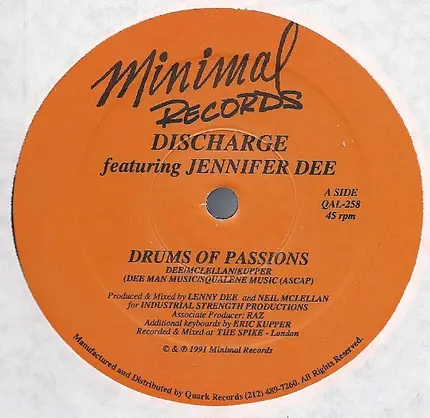 minimal
RECORDS
DISCHARGE
featuring JENNIFER DEE
A SIDE
QAL-258
45 rpm
DRUMS OF PASSIONS
DEE/MCLELLAN/KUPPER
(DEE MAN MUSIC/SQUALENE MUSIC (ASCAP)
Produced & Mixed by LENNY DEE and NEIL MCLELLAN
for INDUSTRIAL STRENGTH PRODUCTIONS
Associate Producer: RAZ
Additional keyboards by ERIC KUPPER
Recorded & Mixed at THE SPIKE - London
© & ℗ 1991 Minimal Records
Manufactured and Distributed by Quark Records (212) 489-7260. All Rights Reserved.